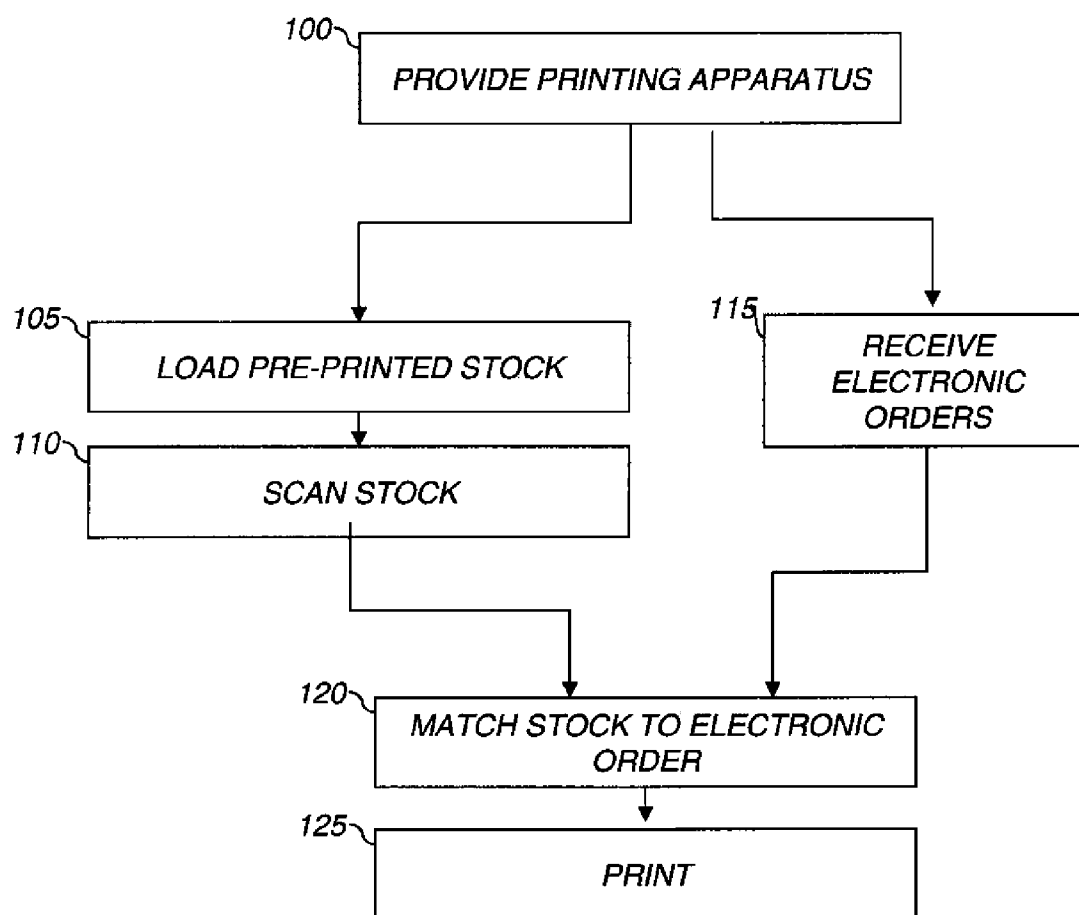 100
PROVIDE PRINTING APPARATUS
105
LOAD PRE-PRINTED STOCK
115
RECEIVE
ELECTRONIC
ORDERS
110
SCAN STOCK
120
MATCH STOCK TO ELECTRONIC
ORDER
125
PRINT